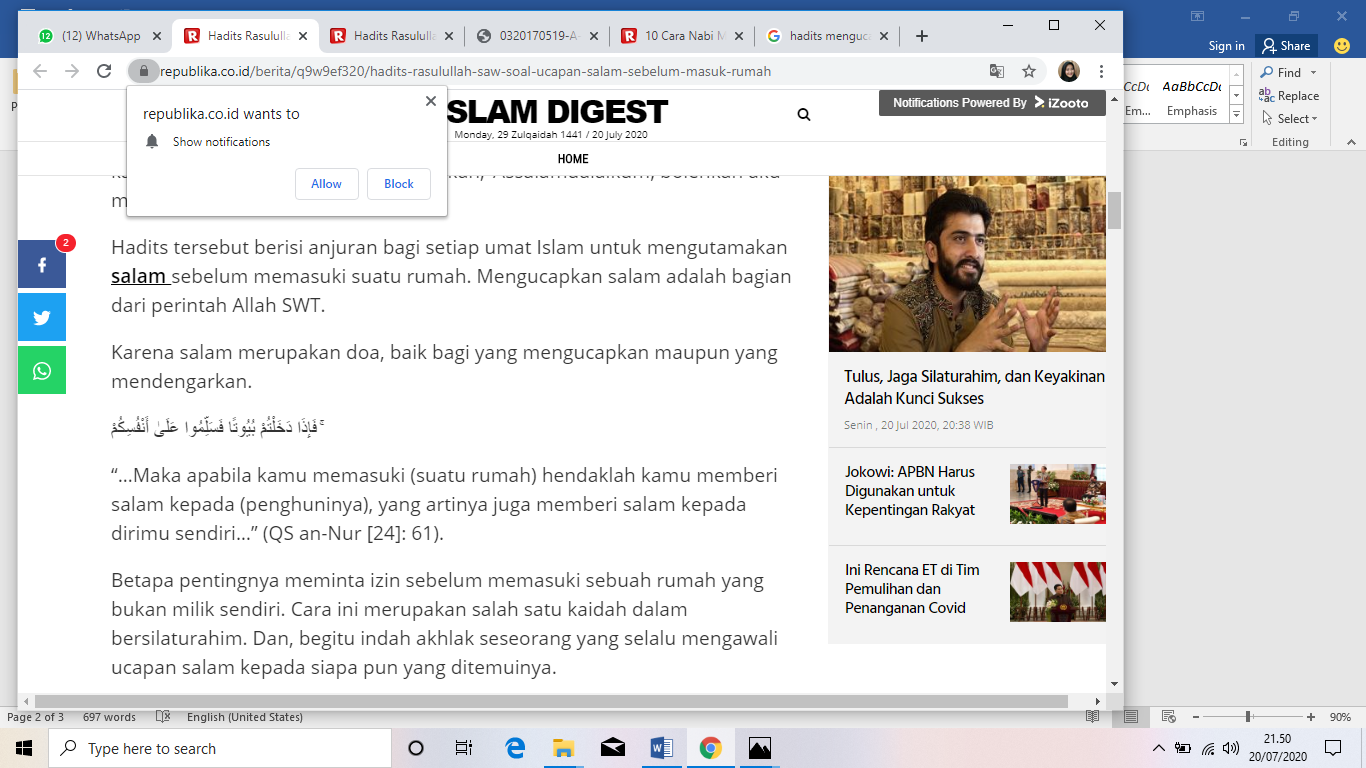 Sign in
Share
(12) WhatsApp
Hadits Rasululla
Hadits Rasululla
0320170519-A-
10 Cara Nabi M
hadits menguca
republika.co.id/berita/q9w9ef320/hadits-rasulullah-saw-soal-ucapan-salam-sebelum-masuk-rumah
republika.co.id wants to
Show notifications
Allow
Block
SLAM DIGEST
Monday, 29 Zulqaidah 1441 / 20 July 2020
Notifications Powered By iZooto
HOME
Find
Replace
Select
Editing
AaBbCcDc
Em...
Emphasis
Hadits tersebut berisi anjuran bagi setiap umat Islam untuk mengutamakan
salam sebelum memasuki suatu rumah. Mengucapkan salam adalah bagian
dari perintah Allah SWT.
Karena salam merupakan doa, baik bagi yang mengucapkan maupun yang
mendengarkan.
فَإِذَا دَخَلْتُمْ بُيُوتًا فَسَلِّمُوا عَلَىٰ أَنْفُسِكُمْ ۚ
“...Maka apabila kamu memasuki (suatu rumah) hendaklah kamu memberi
salam kepada (penghuninya), yang artinya juga memberi salam kepada
dirimu sendiri...” (QS an-Nur [24]: 61).
Betapa pentingnya meminta izin sebelum memasuki sebuah rumah yang
bukan milik sendiri. Cara ini merupakan salah satu kaidah dalam
bersilaturahim. Dan, begitu indah akhlak seseorang yang selalu mengawali
ucapan salam kepada siapa pun yang ditemuinya.
2
Tulus, Jaga Silaturahim, dan Keyakinan
Adalah Kunci Sukses
Senin , 20 Jul 2020, 20:38 WIB
Jokowi: APBN Harus
Digunakan untuk
Kepentingan Rakyat
Ini Rencana ET di Tim
Pemulihan dan
Penanganan Covid
Page 2 of 3
697 words
English (United States)
90%
Type here to search
21.50
20/07/2020